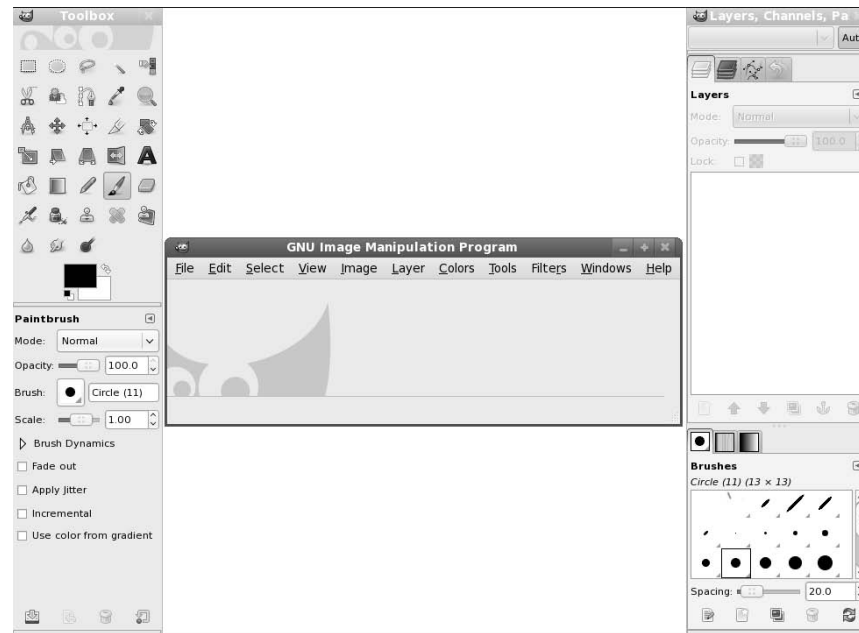 Toolbox
Paintbrush
Mode: Normal
Opacity: 100.0
Brush: Circle (11)
Scale: 1.00
Brush Dynamics
Fade out
Apply Jitter
Incremental
Use color from gradient
GNU Image Manipulation Program
File Edit Select View Image Layer Colors Tools Filters Windows Help
Layers, Channels, Pa
Aut
Layers
Mode: Normal
Opacity: 100.0
Lock:
Brushes
Circle (11) (13 × 13)
Spacing: 20.0